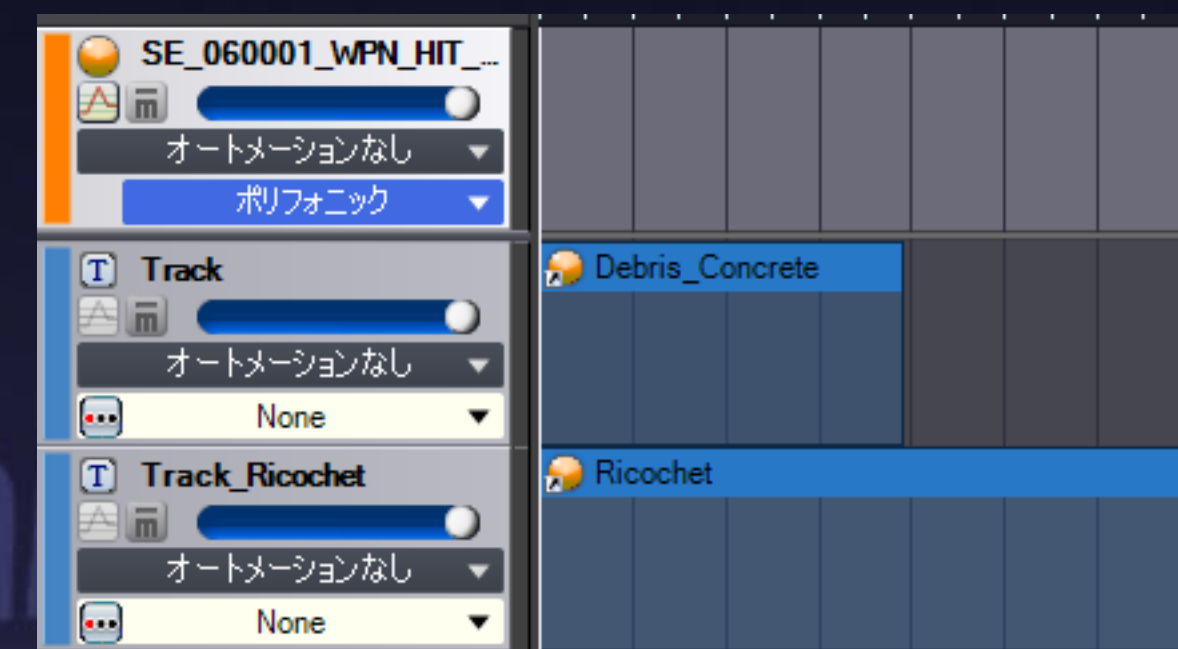 SE_060001_WPN_HIT_...
m
オートメーションなし
ポリフォニック
T Track
Debris_Concrete
m
オートメーションなし
None
T Track_Ricochet
Ricochet
m
オートメーションなし
None